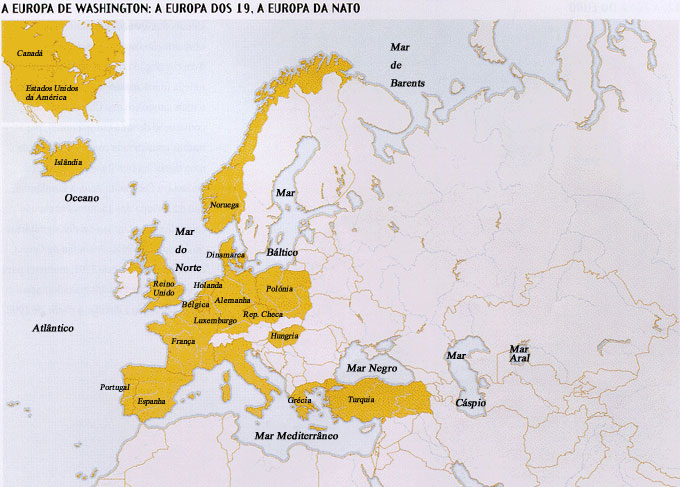 A EUROPA DE WASHINGTON: A EUROPA DOS 19, A EUROPA DA NATO
Canadá
Estados Unidos
da América
Mar
de
Barents
Islândia
Oceano
Noruega
Mar
Mar
do
Norte
Dinamarca
Báltico
Reino
Unido
Holanda
Polónia
Alemanha
Bélgica
Luxemburgo
Rep. Checa
Atlântico
França
Hungria
Mar
Mar
Aral
Mar Negro
Portugal
Espanha
Grécia
Turquia
Cáspio
Mar Mediterrâneo